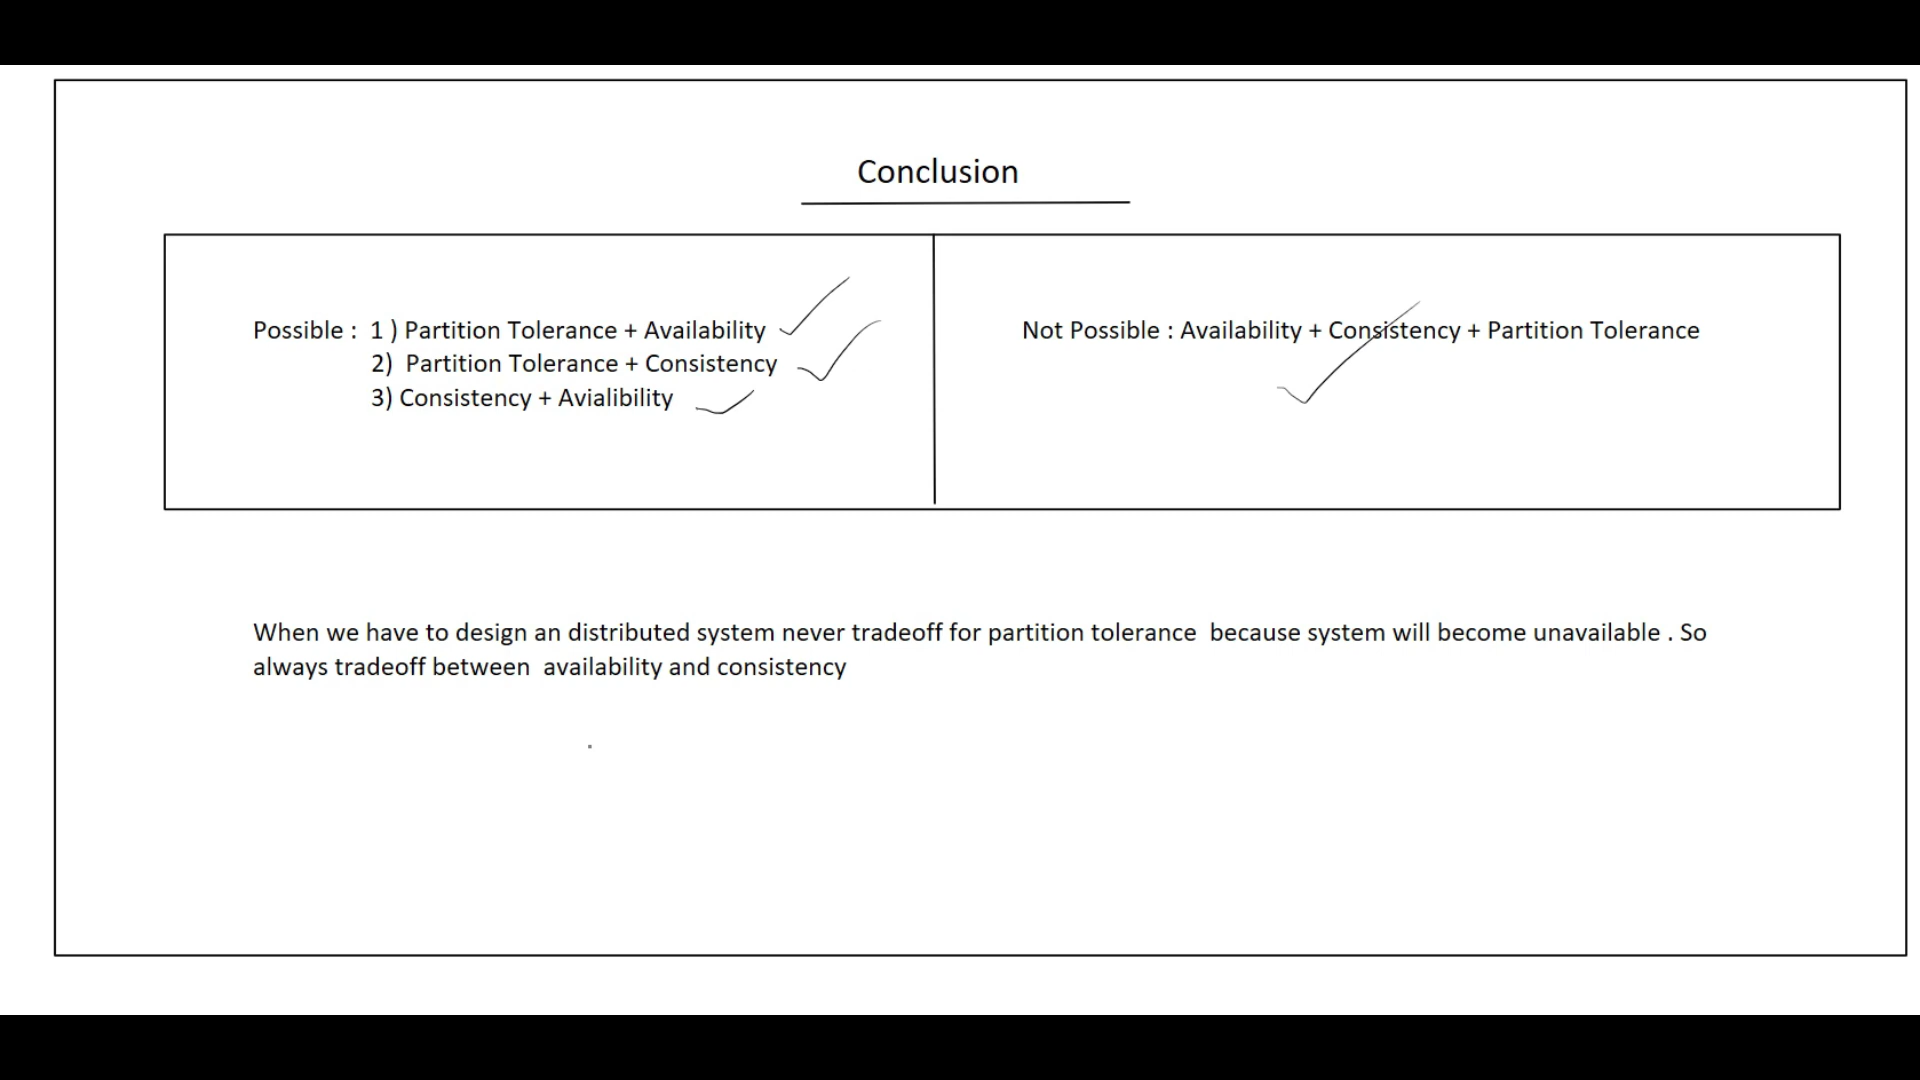 Conclusion
Possible : 1 ) Partition Tolerance + Availability
2) Partition Tolerance + Consistency
3) Consistency + Avialibility
Not Possible : Availability + Consistency + Partition Tolerance
When we have to design an distributed system never tradeoff for partition tolerance because system will become unavailable . So
always tradeoff between availability and consistency